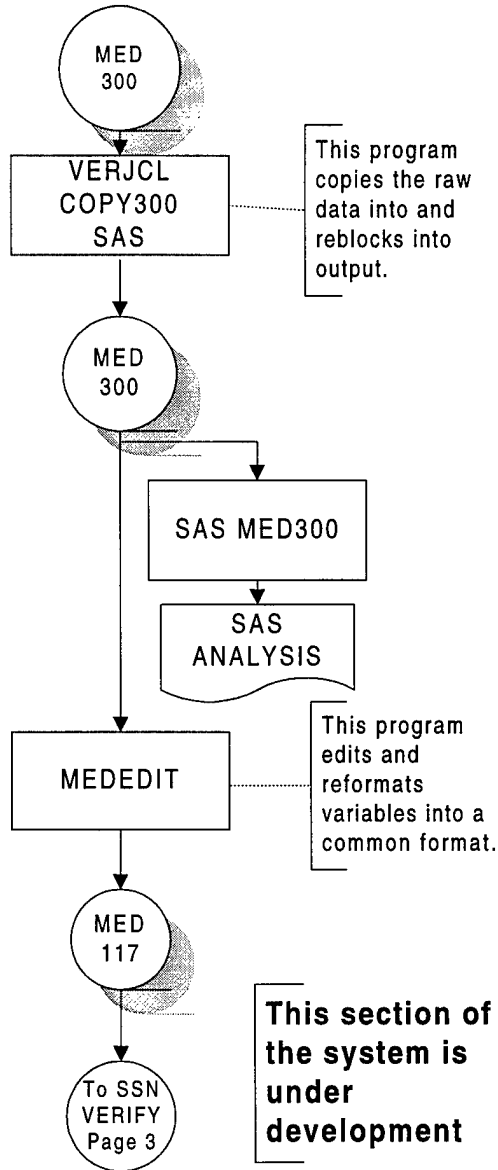 MED
300
VERJCL
COPY300
SAS
This program
copies the raw
data into and
reblocks into
output.
MED
300
SAS MED300
SAS
ANALYSIS
MEDEDIT
This program
edits and
reformats
variables into a
common format.
MED
117
This section of
the system is
under
development
To SSN
VERIFY
Page 3